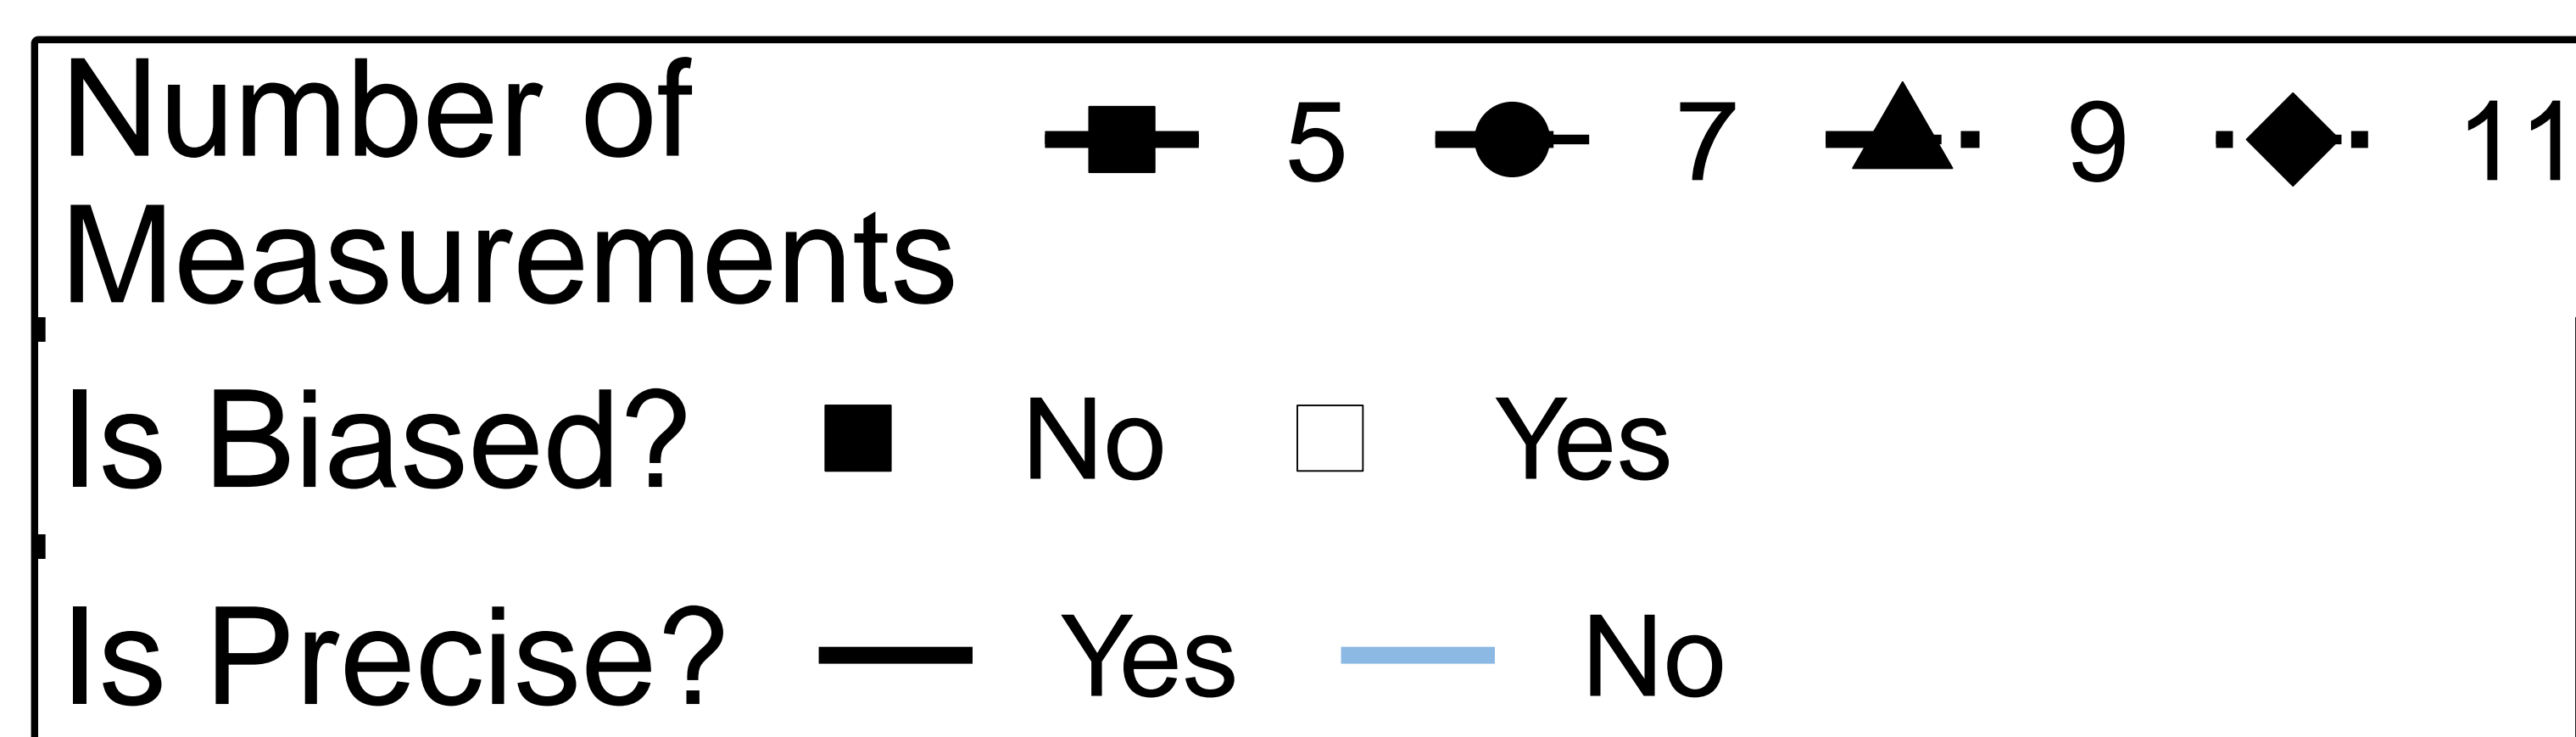 Number of 5 7 9 11
Measurements
Is Biased? No Yes
Is Precise? Yes No